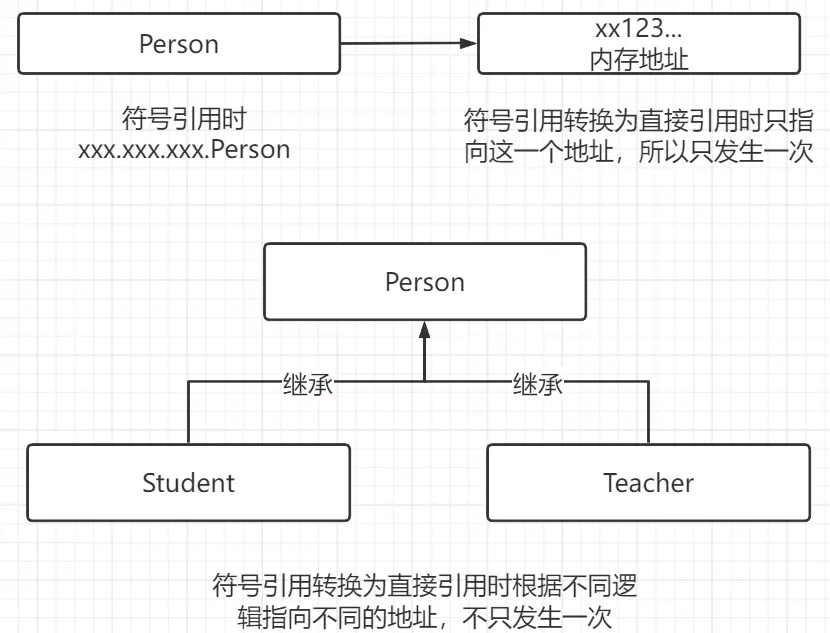 Person
xx123...
内存地址
符号引用时
xxx.xxx.xxx.Person
符号引用转换为直接引用时只指
向这一个地址，所以只发生一次
Person
继承
继承
Student
Teacher
符号引用转换为直接引用时根据不同逻
辑指向不同的地址，不只发生一次